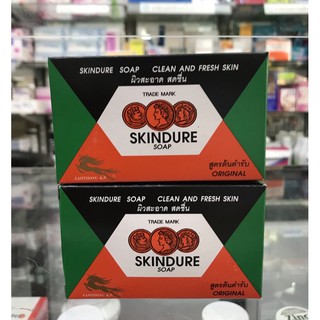 SKINDURE SOAP CLEAN AND FRESH SKIN
ผิวสะอาด สดชื่น
TRADE MARK
SKINDURE
SOAP
สูตรต้นตำรับ
ORIGINAL
SKINDURE SOAP CLEAN AND FRESH SKIN
ผิวสะอาด สดชื่น
TRADE MARK
SKINDURE
SOAP
สูตรต้นตำรับ
ORIGINAL
Zinc